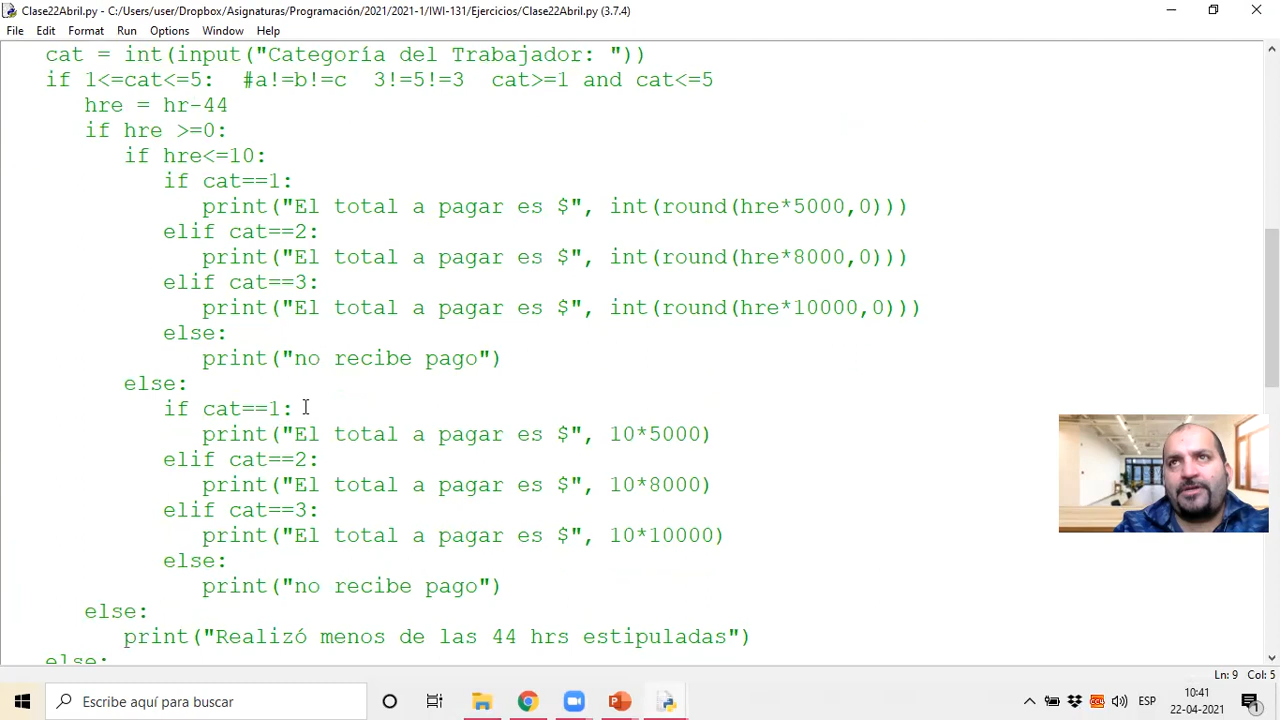 Clase22Abril.py - C:/Users/user/Dropbox/Asignaturas/Programación/2021/2021-1/IWI-131/Ejercicios/Clase22Abril.py (3.7.4)
File Edit Format Run Options Window Help
cat = int(input("Categoría del Trabajador: "))
if 1<=cat<=5: #a!=b!=c 3!=5!=3 cat>=1 and cat<=5
hre = hr-44
if hre >=0:
if hre<=10:
if cat==1:
print("El total a pagar es $", int(round(hre*5000,0)))
elif cat==2:
print("El total a pagar es $", int(round(hre*8000,0)))
elif cat==3:
print("El total a pagar es $", int(round(hre*10000,0)))
else:
print("no recibe pago")
else:
if cat==1:
print("El total a pagar es $", 10*5000)
elif cat==2:
print("El total a pagar es $", 10*8000)
elif cat==3:
print("El total a pagar es $", 10*10000)
else:
print("no recibe pago")
else:
print("Realizó menos de las 44 hrs estipuladas")
else:
Ln: 9 Col: 5
Escribe aquí para buscar
ESP
10:41
22-04-2021
1